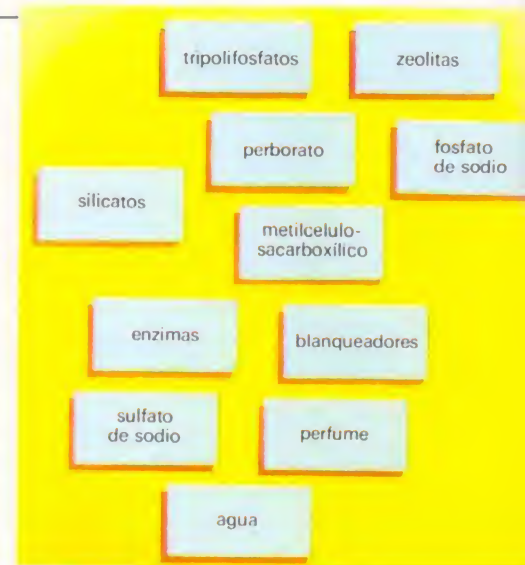 tripolifosfatos
zeolitas
perborato
fosfato
de sodio
silicatos
metilcelulo-
sacarboxílico
enzimas
blanqueadores
sulfato
de sodio
perfume
agua